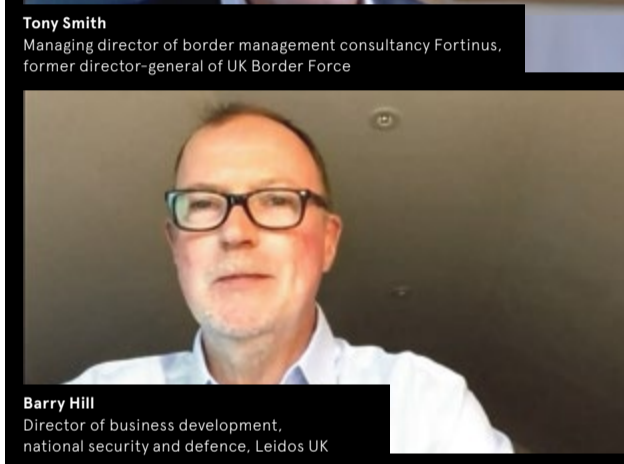 Tony Smith
Managing director of border management consultancy Fortinus,
former director-general of UK Border Force
Barry Hill
Director of business development,
national security and defence, Leidos UK